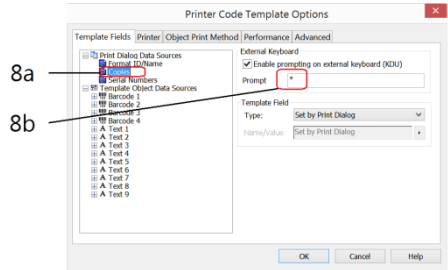 Printer Code Template Options
×
Template Fields Printer Object Print Method Performance Advanced
Print Dialog Data Sources
Format ID/Name
Copies
Serial Numbers
Template Object Data Sources
Barcode 1
Barcode 2
Barcode 3
Barcode 4
A Text 1
A Text 2
A Text 3
A Text 4
A Text 5
A Text 6
A Text 7
A Text 8
A Text 9
External Keyboard
Enable prompting on external keyboard (KDU)
Prompt *
Template Field
Type: Set by Print Dialog
Name/Value: Set by Print Dialog
OK Cancel Help
8a
8b